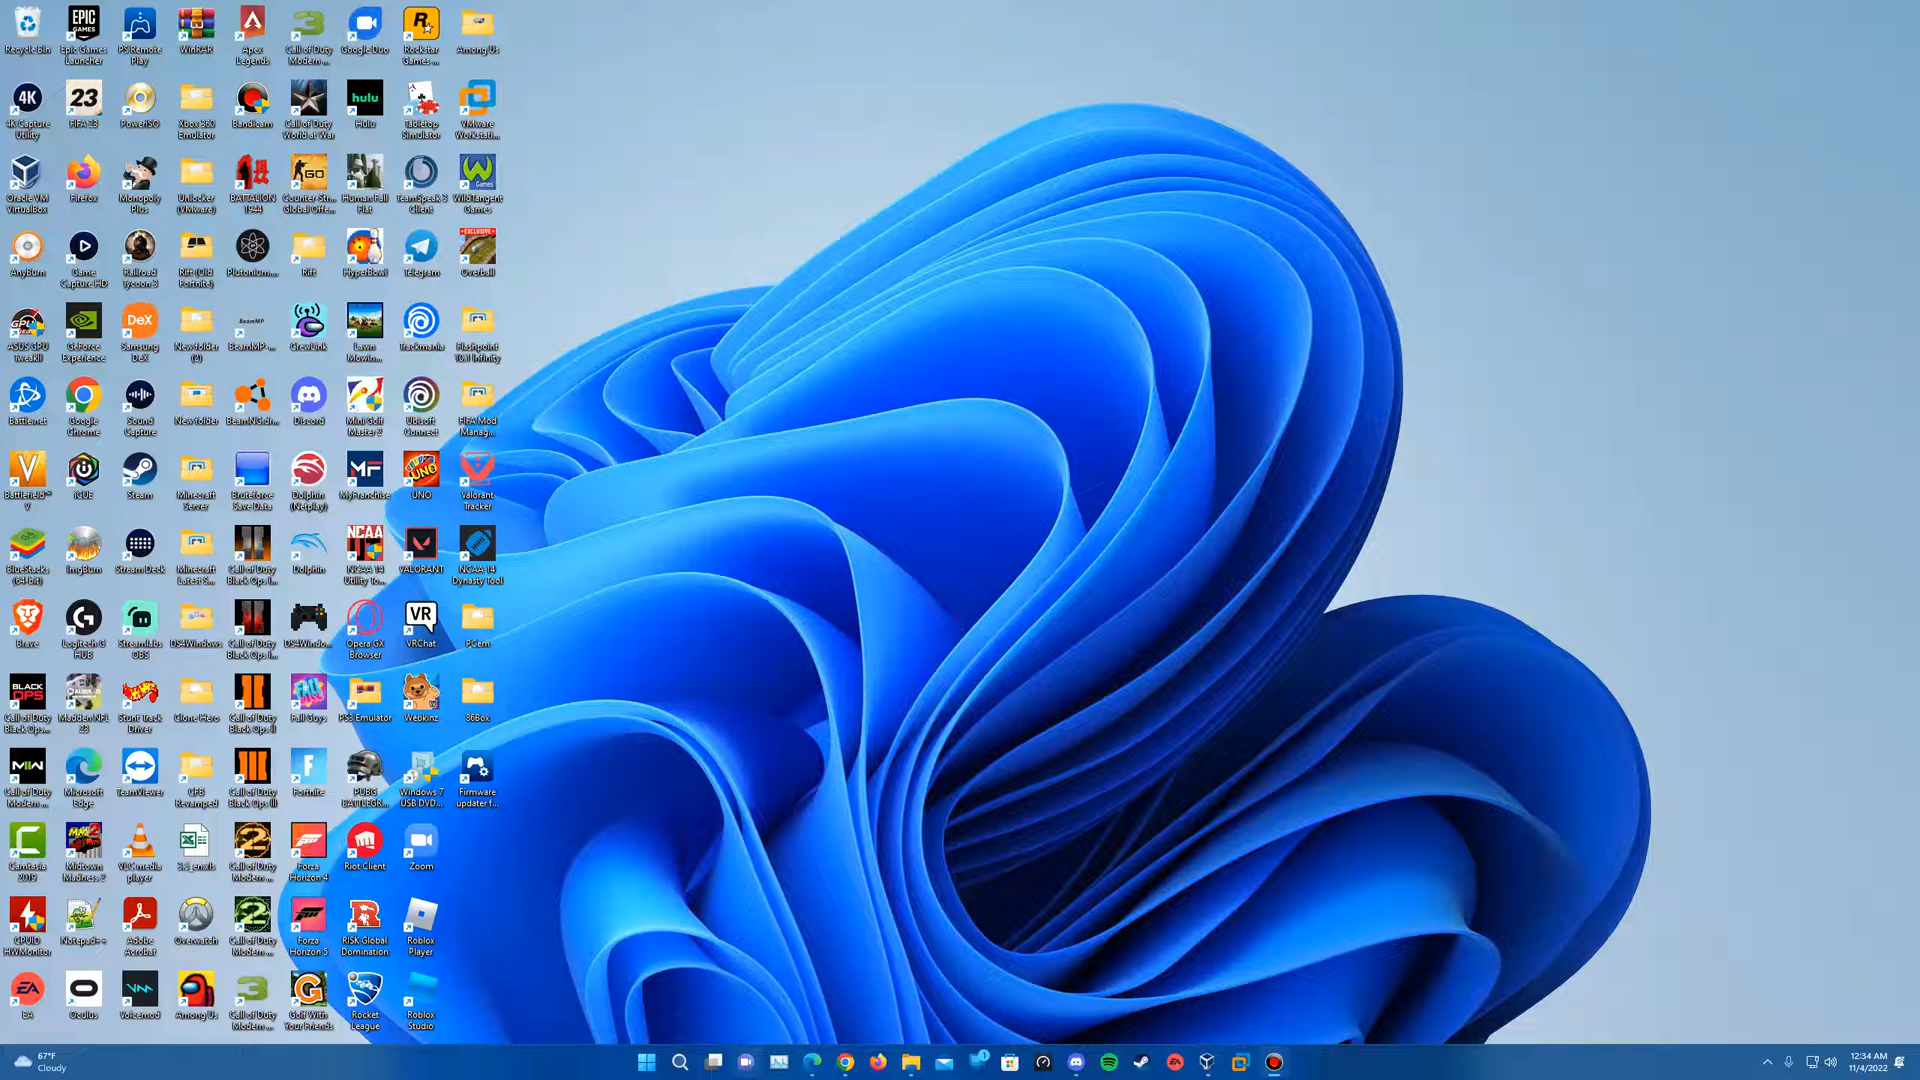 Recycle Bin
Epic Games
Launcher
PS Remote
Play
WinRAR
Apex
Legends
Call of Duty
Modern ...
Google Duo
Rockstar
Games ...
Among Us
4K Capture
Utility
FIFA 23
PowerISO
Xbox 360
Emulator
Bandicam
Call of Duty
World at War
Hulu
Tabletop
Simulator
VMware
Workstati...
Oracle VM
VirtualBox
Firefox
Monopoly
Plus
Unlocker
(VMware)
BATTALION
1944
Counter-Str...
Global Offe...
Human Fall
Flat
TeamSpeak 3
Client
WildTangent
Games
AnyBurn
Game
Capture HD
Railroad
Tycoon 3
Rift (Old
Fortnite)
Plutonium...
Rift
HyperBowl
Telegram
Overball
ASUS GPU
TweakII
GeForce
Experience
Samsung
DeX
New folder
(2)
BeamMP-...
CrewLink
Lawn
Mowin...
Trackmania
Flashpoint
10.1 Infinity
Battle.net
Google
Chrome
Sound
Capture
New folder
BeamNG.dr...
Discord
Mini Golf
Master 2
Ubisoft
Connect
FIFA Mod
Manag...
Battlefield™
V
iCUE
Steam
Minecraft
Server
Bruteforce
Save Data
Dolphin
(Netplay)
MyFranchise
UNO
Valorant
Tracker
BlueStacks
(64-bit)
ImgBurn
Stream Deck
Minecraft
Latest S...
Call of Duty
Black Ops I...
Dolphin
NCAA 14
Utility To...
VALORANT
NCAA 14
Dynasty Tool
Brave
Logitech G
HUB
Streamlabs
OBS
DS4Windows
Call of Duty
Black Ops I...
DS4Windo...
Opera GX
Browser
VRChat
PCem
Call of Duty
Black Ops...
Madden NFL
23
Stunt Track
Driver
Clone Hero
Call of Duty
Black Ops II
Fall Guys
PS3 Emulator
Webkinz
86Box
Call of Duty
Modern ...
Microsoft
Edge
TeamViewer
CFB
Revamped
Call of Duty
Black Ops III
Fortnite
PUBG
BATTLEGR...
Windows 7
USB DVD...
Firmware
updater f...
Camtasia
2019
Midtown
Madness 2
VLC media
player
Call of Duty
Modern ...
Forza
Horizon 4
Riot Client
Zoom
CPUID
HWMonitor
Notepad++
Adobe
Acrobat
Overwatch
Call of Duty
Modern ...
Forza
Horizon 5
RISK Global
Domination
Roblox
Player
EA
Oculus
Voicemod
Among Us
Call of Duty
Modern ...
Golf With
Your Friends
Rocket
League
Roblox
Studio
67°F
Cloudy
12:34 AM
11/4/2022